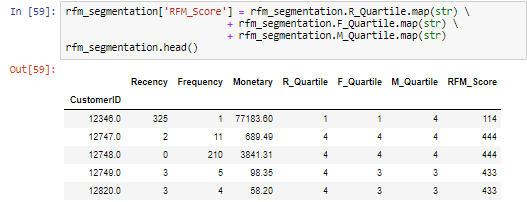 In [59]: rfm_segmentation['RFM_Score'] = rfm_segmentation.R_Quartile.map(str) \
+ rfm_segmentation.F_Quartile.map(str) \
+ rfm_segmentation.M_Quartile.map(str)
rfm_segmentation.head()
Out[59]:
Recency Frequency Monetary R_Quartile F_Quartile M_Quartile RFM_Score
CustomerID
12346.0 325 1 77183.60 1 1 4 114
12747.0 2 11 689.49 4 4 4 444
12748.0 0 210 3841.31 4 4 4 444
12749.0 3 5 98.35 4 3 3 433
12820.0 3 4 58.20 4 3 3 433